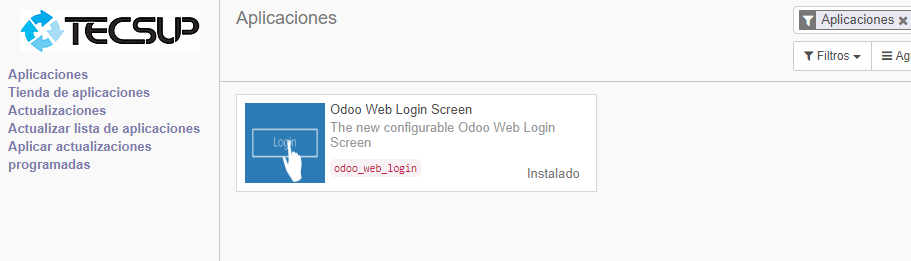 TECSUP
Aplicaciones
Tienda de aplicaciones
Actualizaciones
Actualizar lista de aplicaciones
Aplicar actualizaciones
programadas
Aplicaciones
Aplicaciones ×
Filtros
Odoo Web Login Screen
The new configurable Odoo Web Login
Screen
Login
odoo_web_login
Instalado